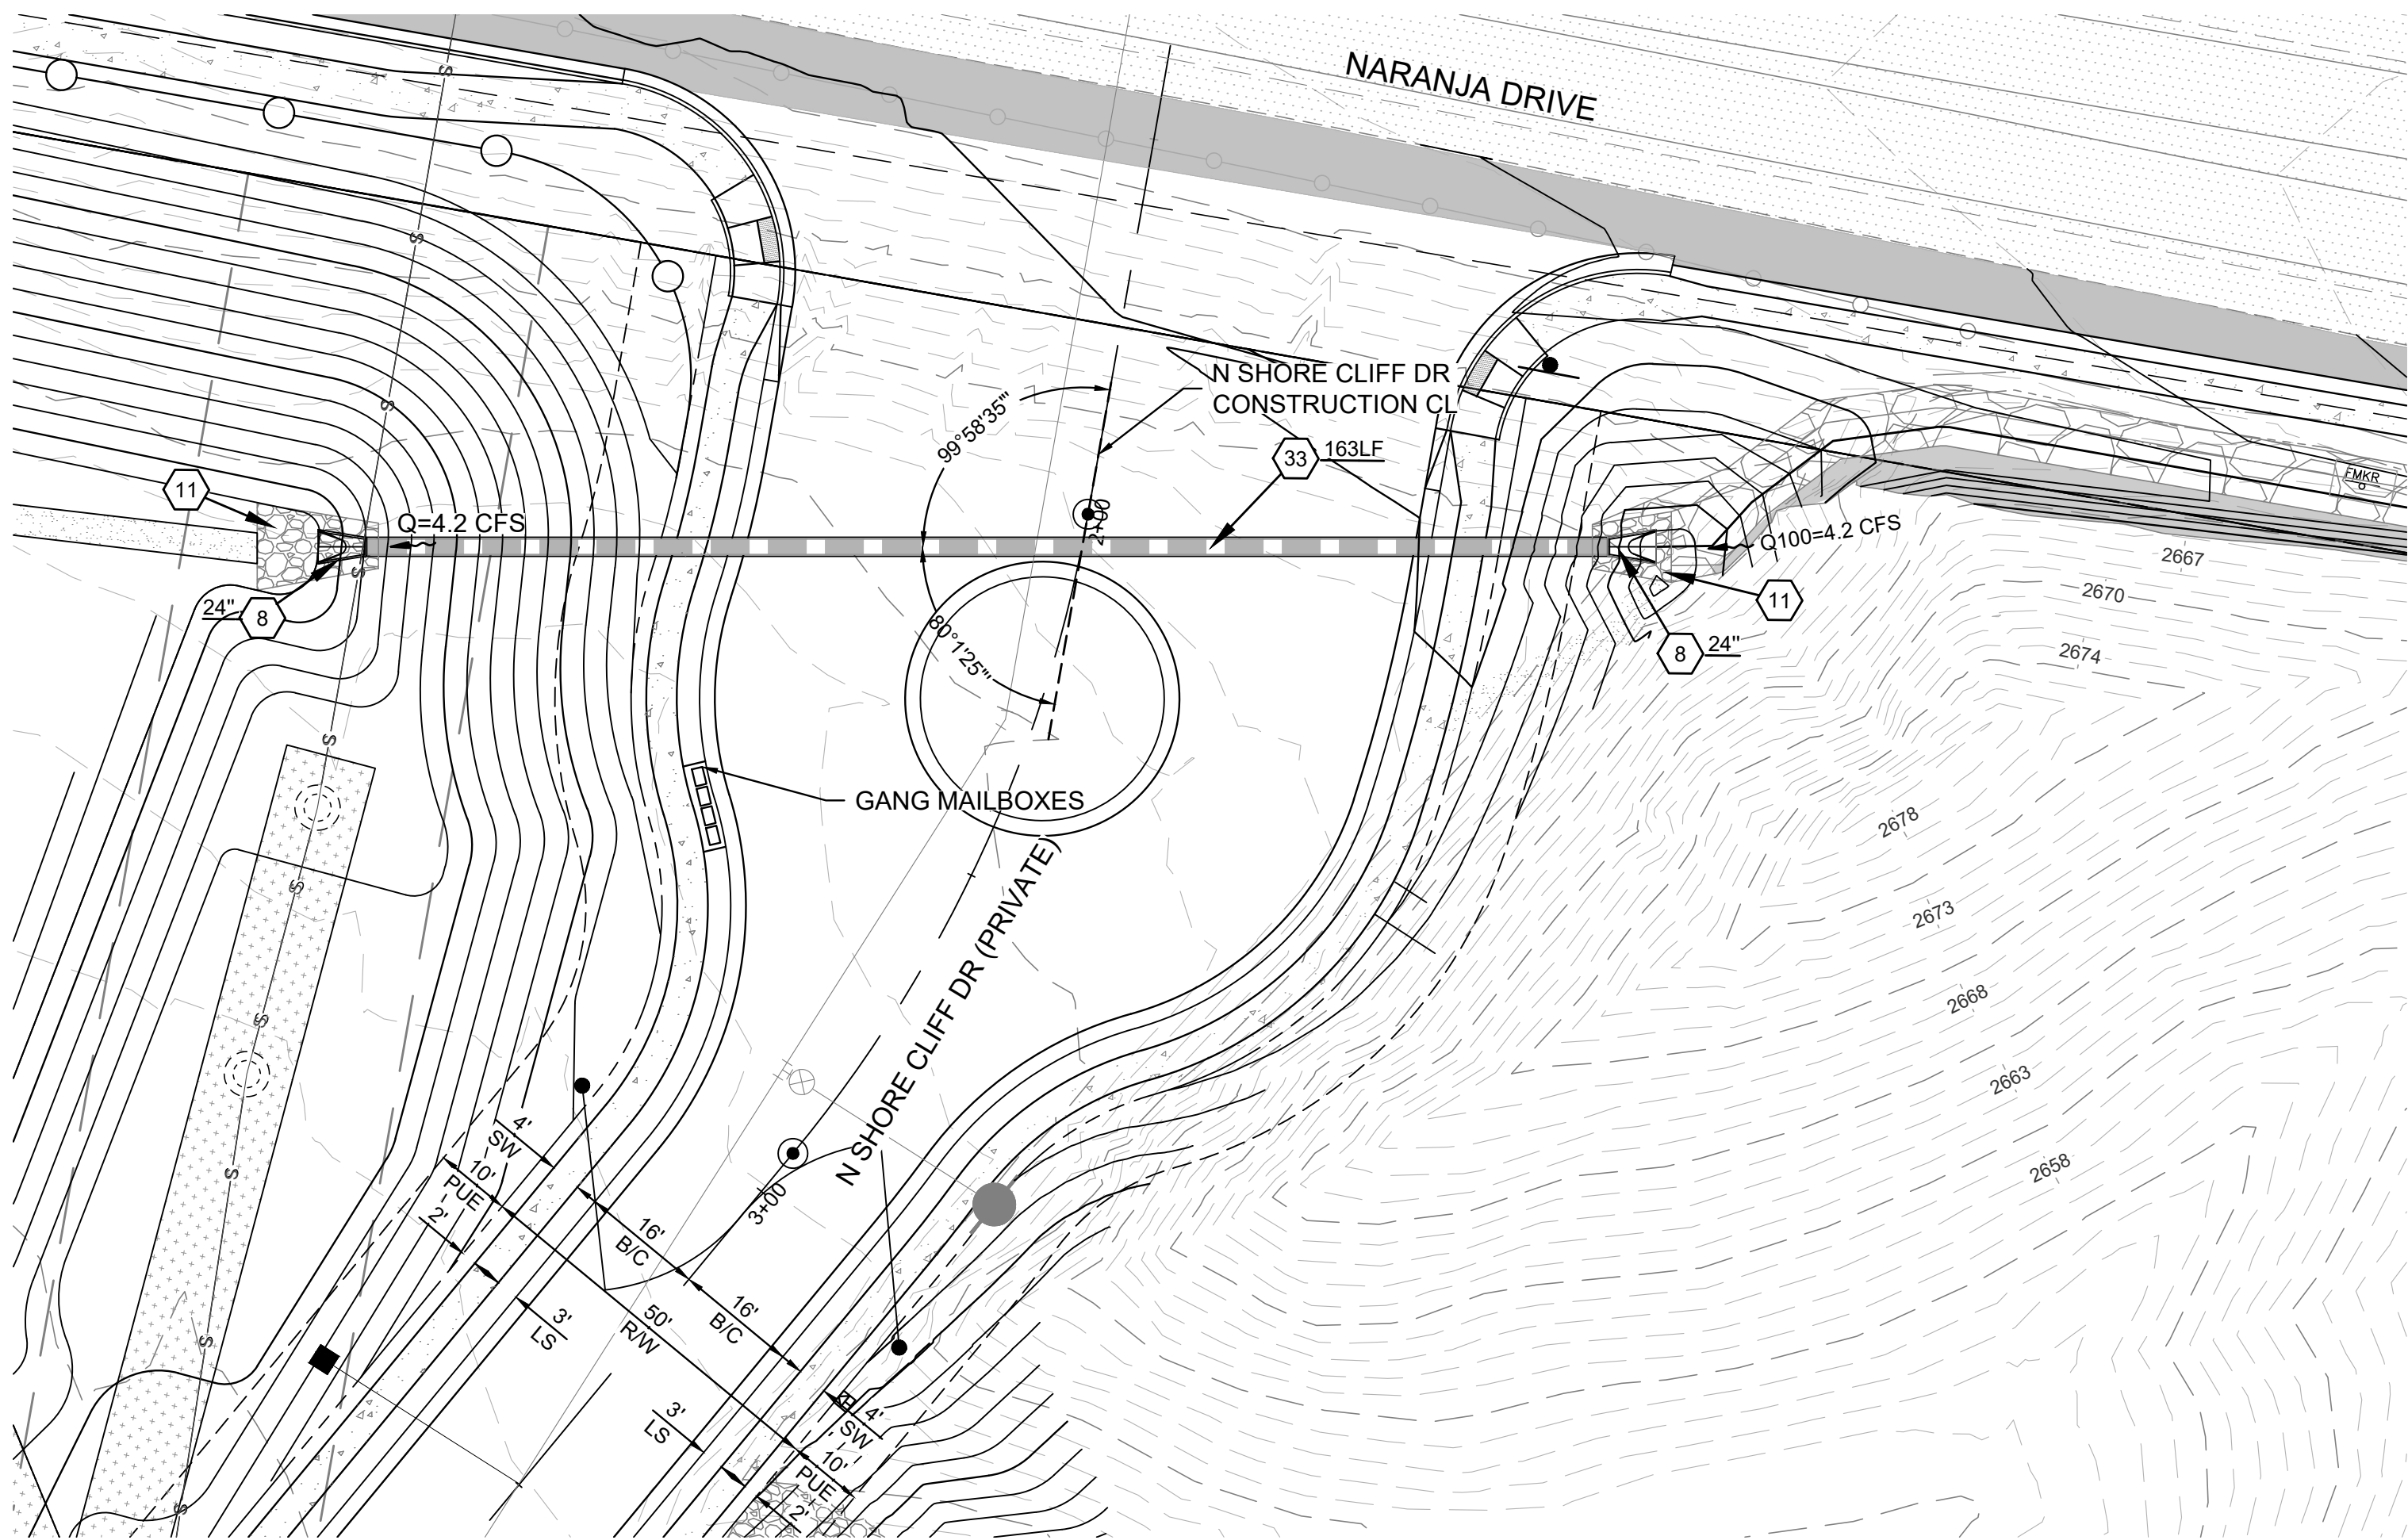 NARANJA DRIVE
S
S
99°58'35"
N SHORE CLIFF DR
CONSTRUCTION CL
S
33 163LF
11
FMKR
Q=4.2 CFS
2+00
Q100=4.2 CFS
2667
S
2670
11
24" 8
80°1'25"
8 24"
2674
S
GANG MAILBOXES
2678
S
2673
N SHORE CLIFF DR (PRIVATE)
2668
S
2663
4'
SW
10'
PUE
2'
S
2658
3+00
16'
B/C
16'
B/C
50'
R/W
3'
LS
S
3'
LS
4'
SW
10'
PUE
2'
S